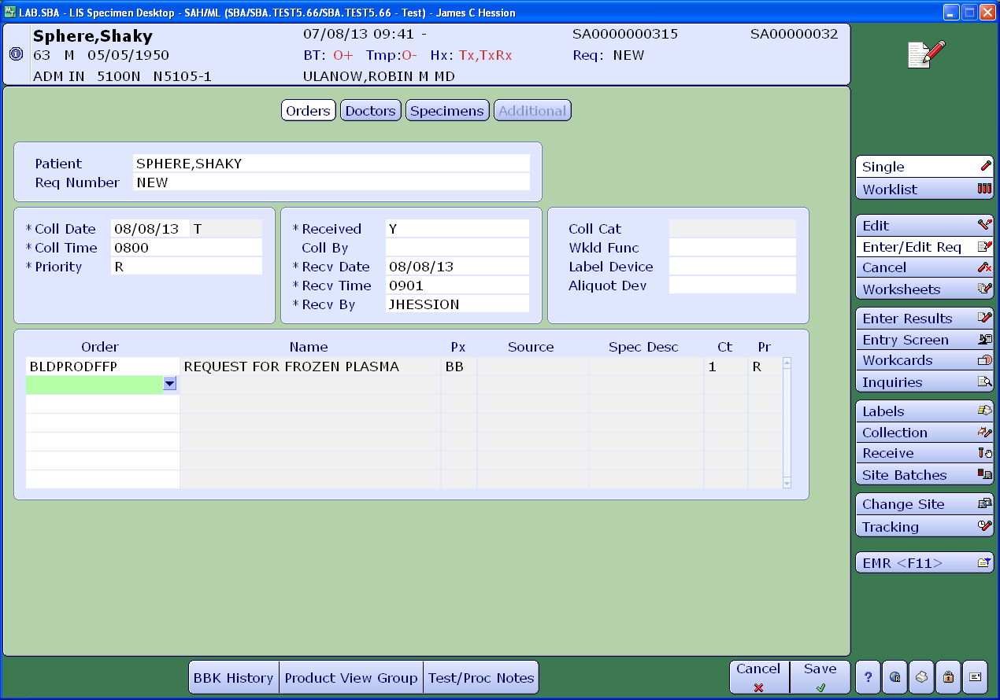 LAB.SBA - LIS Specimen Desktop - SAH/ML (SBA/SBA.TEST5.66/SBA.TEST5.66 - Test) - James C Hession
Sphere,Shaky 07/08/13 09:41 - SA0000000315 SA00000032
63 M 05/05/1950 BT: O+ Tmp:O- Hx: Tx,TxRx Req: NEW
ADM IN 5100N N5105-1 ULANOW,ROBIN M MD
Orders Doctors Specimens Additional
Patient SPHERE,SHAKY
Req Number NEW
*Coll Date 08/08/13 T
*Coll Time 0800
*Priority R
*Received Y
Coll By
*Recv Date 08/08/13
*Recv Time 0901
*Recv By JHESSION
Coll Cat
Wkld Func
Label Device
Aliquot Dev
Order Name Px Source Spec Desc Ct Pr
BLDPRODFFP REQUEST FOR FROZEN PLASMA BB 1 R
Single
Worklist
Edit
Enter/Edit Req
Cancel
Worksheets
Enter Results
Entry Screen
Workcards
Inquiries
Labels
Collection
Receive
Site Batches
Change Site
Tracking
EMR <F11>
BBK History Product View Group Test/Proc Notes Cancel Save ?